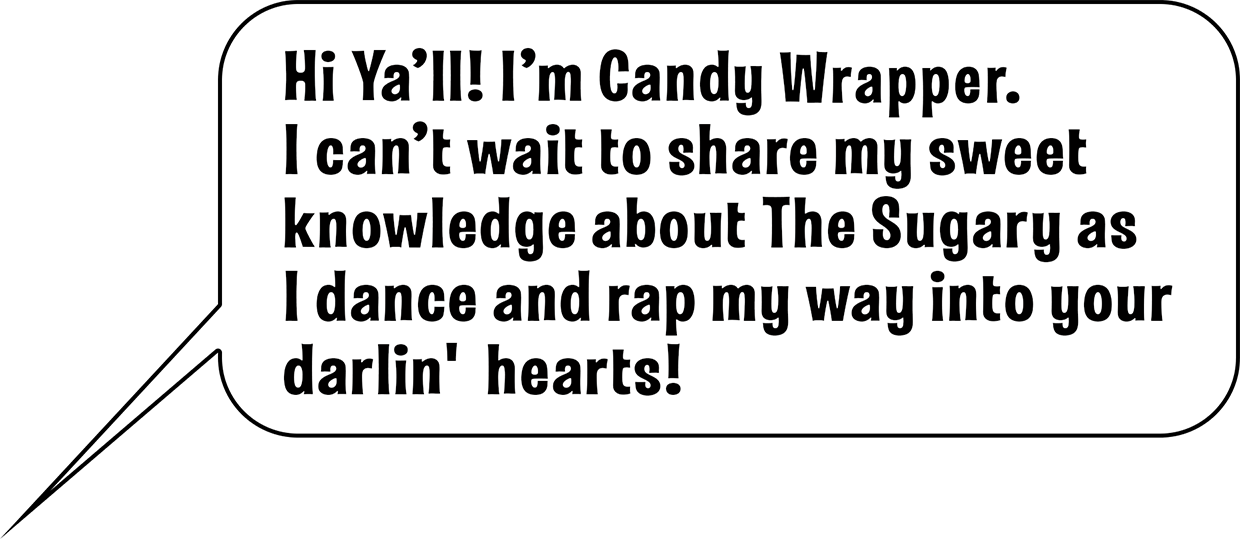 Hi Ya’ll! I’m Candy Wrapper.
I can’t wait to share my sweet
knowledge about The Sugary as
I dance and rap my way into your
darlin' hearts!